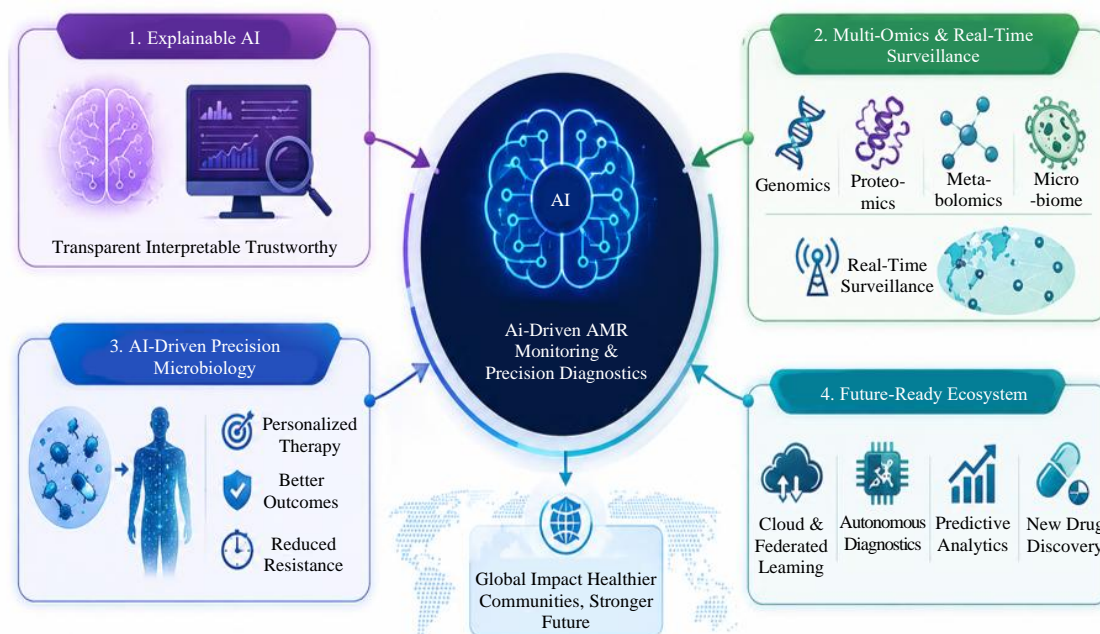 1. Explainable AI
Transparent Interpretable Trustworthy
2. Multi-Omics & Real-Time
Surveillance
Genomics
Proteo-
mics
Meta-
bolomics
Micro
-biome
Real-Time
Surveillance
AI
Ai-Driven AMR
Monitoring &
Precision Diagnostics
3. AI-Driven Precision
Microbiology
Personalized
Therapy
Better
Outcomes
Reduced
Resistance
4. Future-Ready Ecosystem
Cloud &
Federated
Leaming
Autonomous
Diagnostics
Predictive
Analytics
New Drug
Discovery
Global Impact Healthier
Communities, Stronger
Future